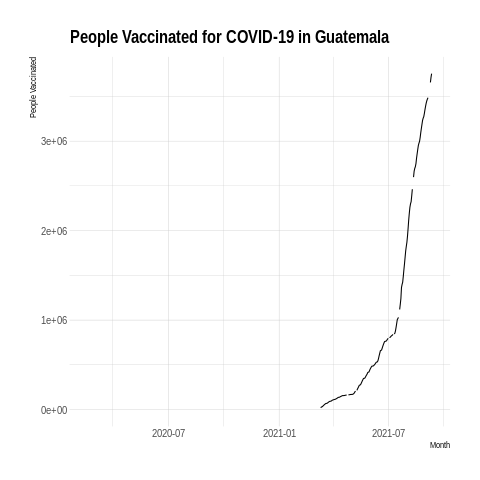 People Vaccinated for COVID-19 in Guatemala
People Vaccinated
3e+06
2e+06
1e+06
0e+00
2020-07
2021-01
2021-07
Month